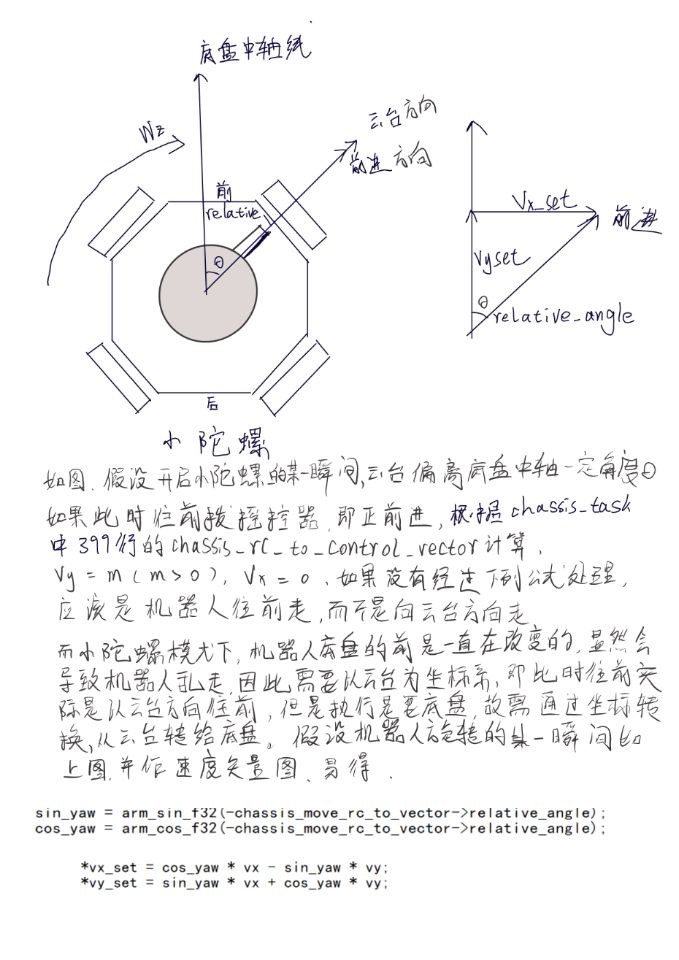 底盘中轴线
云台方向
Wz
前进方向
前
relative
θ
后
小陀螺
Vx_set
前进
Vyset
θ
relative_angle
如图.假设开启小陀螺的某一瞬间,云台偏离底盘中轴一定角度θ
如果此时往前拨摇控器,即正前进,根据chassis_task
中399行的chassis_rc_to_control_vector计算,
Vy=m(m>0), Vx=0、如果没有经过下列公式处理,
应该是机器人往前走,而不是向云台方向走
而小陀螺模式下,机器人底盘的前是一直在改变的,显然会
导致机器人乱走,因此需要以云台为坐标系,即此时往前实
际是以云台方向往前,但是执行是要底盘,故需通过坐标转
换,从云台转给底盘。假设机器人旋转的某一瞬间如
上图,并作速度矢量图,易得.
sin_yaw = arm_sin_f32(-chassis_move_rc_to_vector->relative_angle);
cos_yaw = arm_cos_f32(-chassis_move_rc_to_vector->relative_angle);
*vx_set = cos_yaw * vx - sin_yaw * vy;
*vy_set = sin_yaw * vx + cos_yaw * vy;